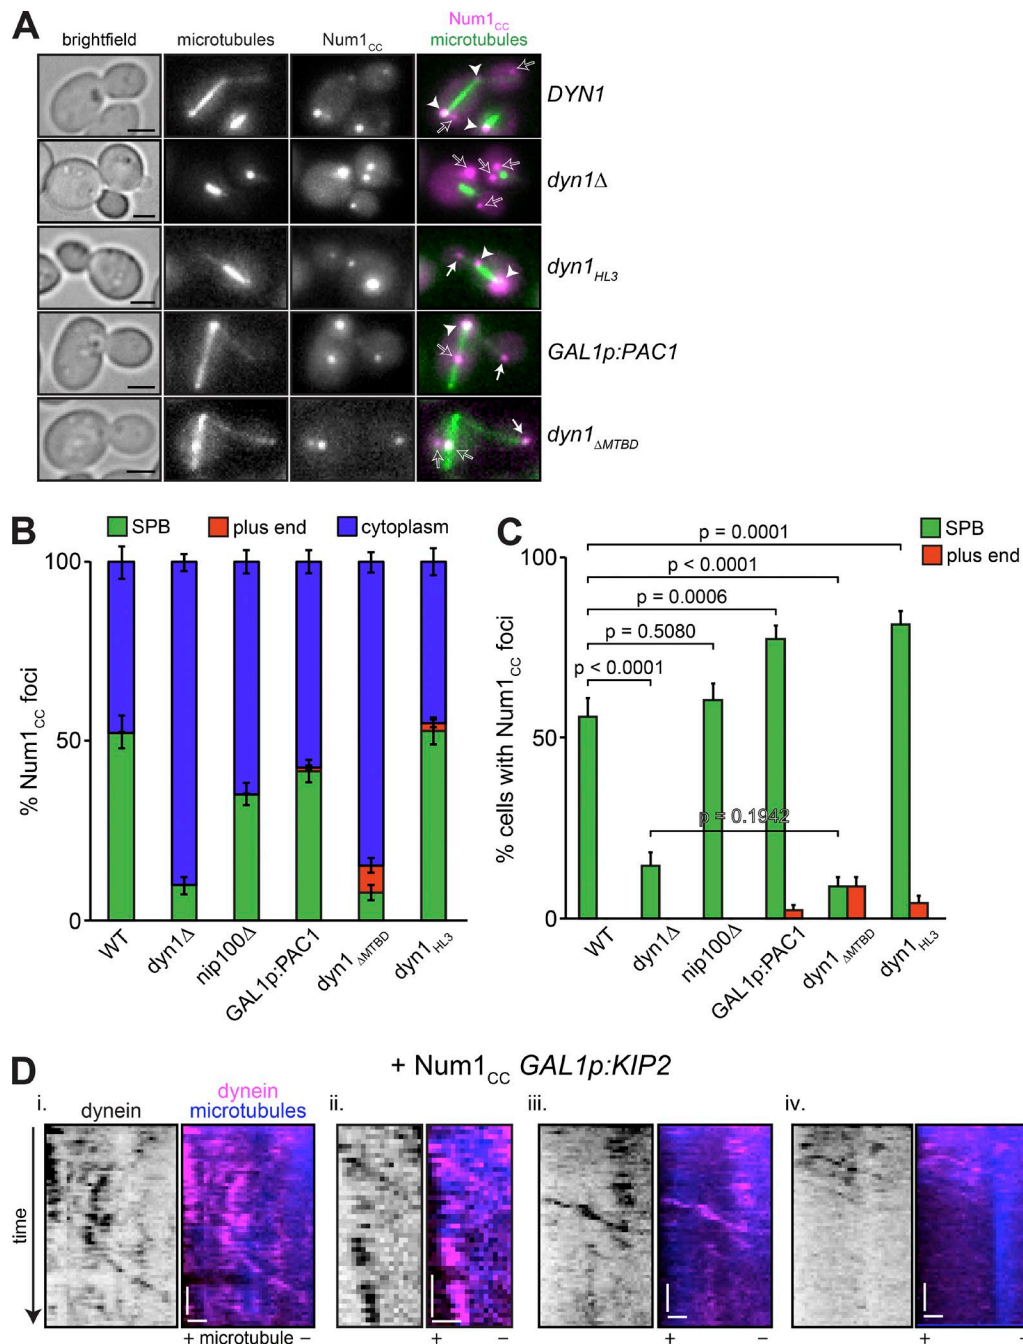 A
brightfield
microtubules
Num1CC
Num1CC
microtubules
DYN1
dyn1Δ
dyn1HL3
GAL1p:PAC1
dyn1ΔMTBD
B
SPB
plus end
cytoplasm
% Num1CC foci
100
50
0
WT
dyn1Δ
nip100Δ
GAL1p:PAC1
dyn1ΔMTBD
dyn1HL3
C
SPB
plus end
% cells with Num1CC foci
100
50
0
p = 0.0001
p < 0.0001
p = 0.0006
p = 0.5080
p < 0.0001
p = 0.1942
WT
dyn1Δ
nip100Δ
GAL1p:PAC1
dyn1ΔMTBD
dyn1HL3
D
+ Num1CC GAL1p:KIP2
i.
dynein
dynein
microtubules
ii.
iii.
iv.
time
+ microtubule –
+ –
+ –
+ –